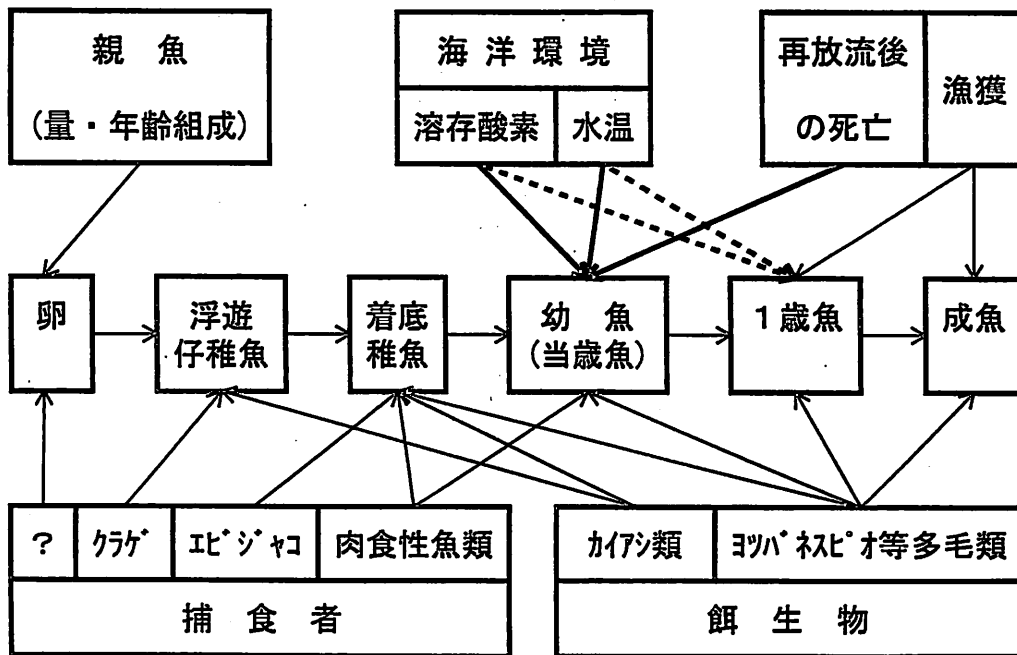 親 魚
(量・年齢組成)
海 洋 環 境
溶存酸素
水温
再放流後
の死亡
漁獲
卵
浮遊
仔稚魚
着底
稚魚
幼 魚
(当歳魚)
1歳魚
成魚
?
クラゲ
エビジャコ
肉食性魚類
捕 食 者
カイアシ類
ヨツバネスピオ等多毛類
餌 生 物